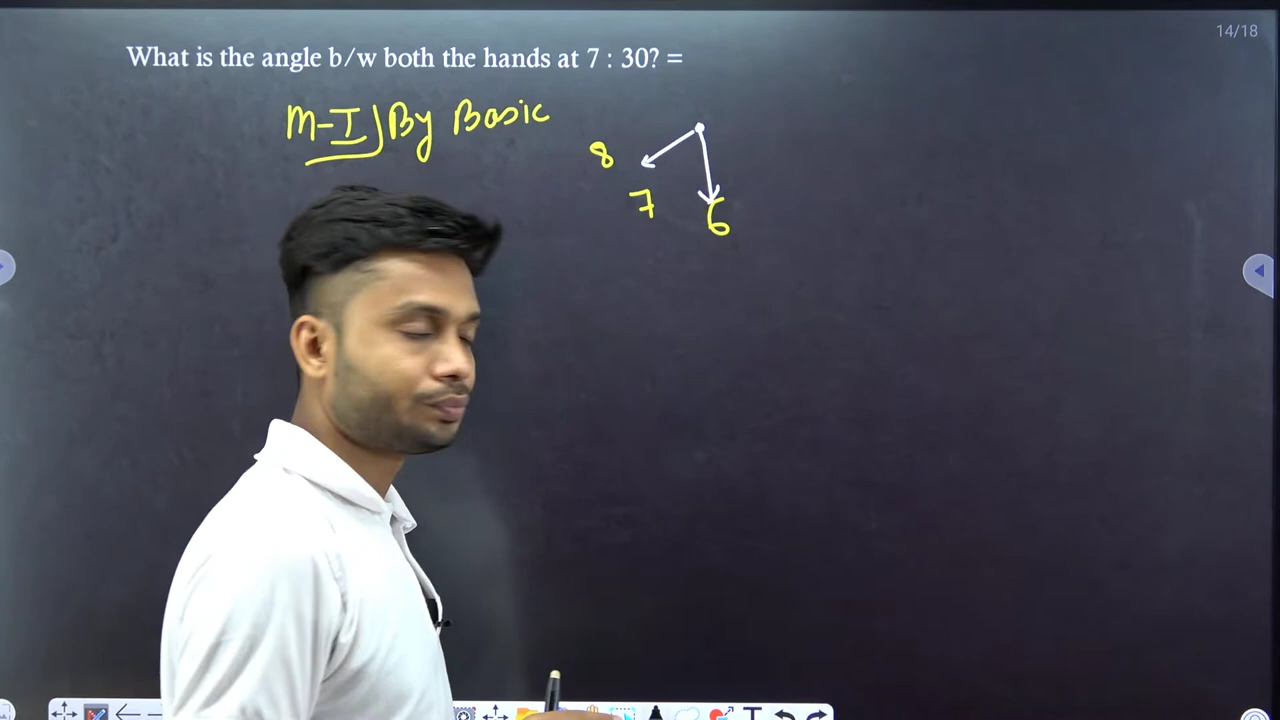 14/18
What is the angle b/w both the hands at 7 : 30? =
M-I) By Basic
8
7
6